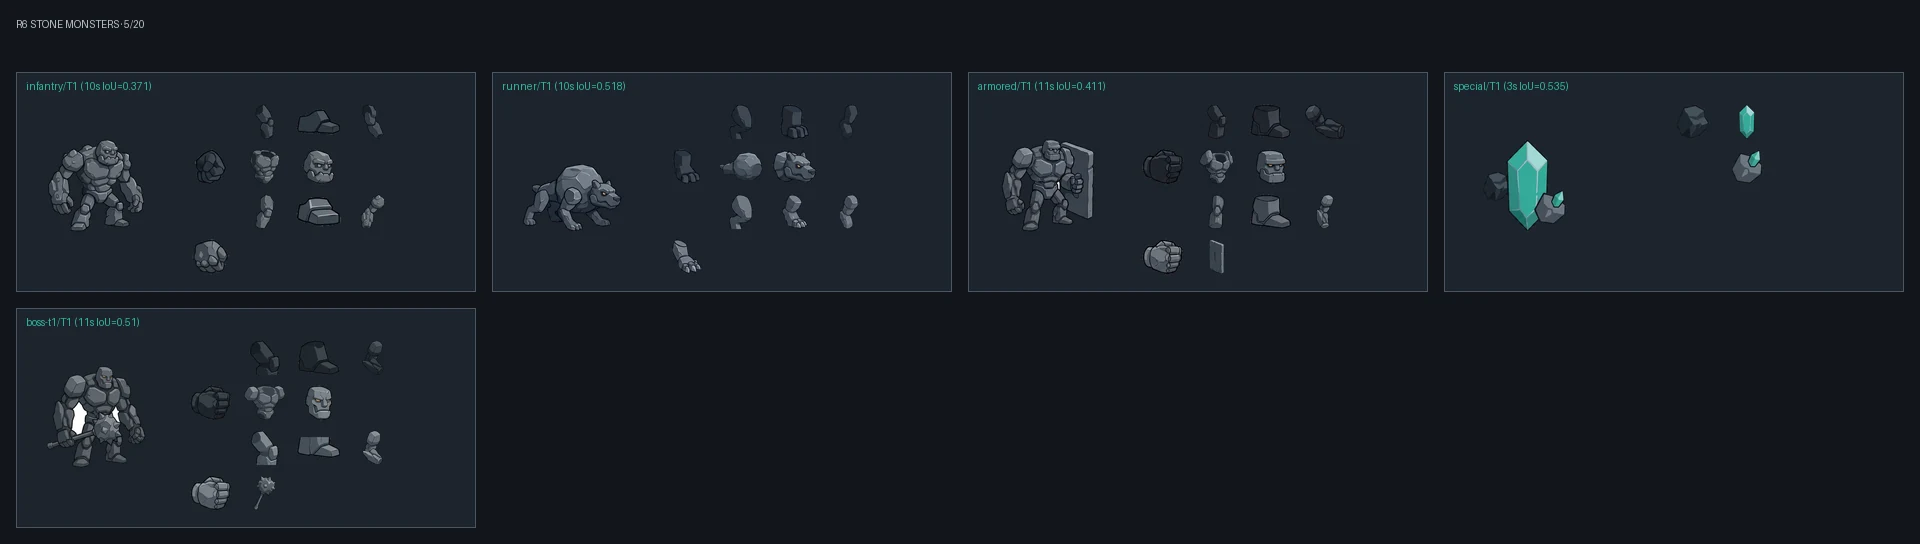 R6 STONE MONSTERS · 5/20
infantry/T1 (10s IoU=0.371)
runner/T1 (10s IoU=0.518)
armored/T1 (11s IoU=0.411)
special/T1 (3s IoU=0.535)
boss-t1/T1 (11s IoU=0.51)